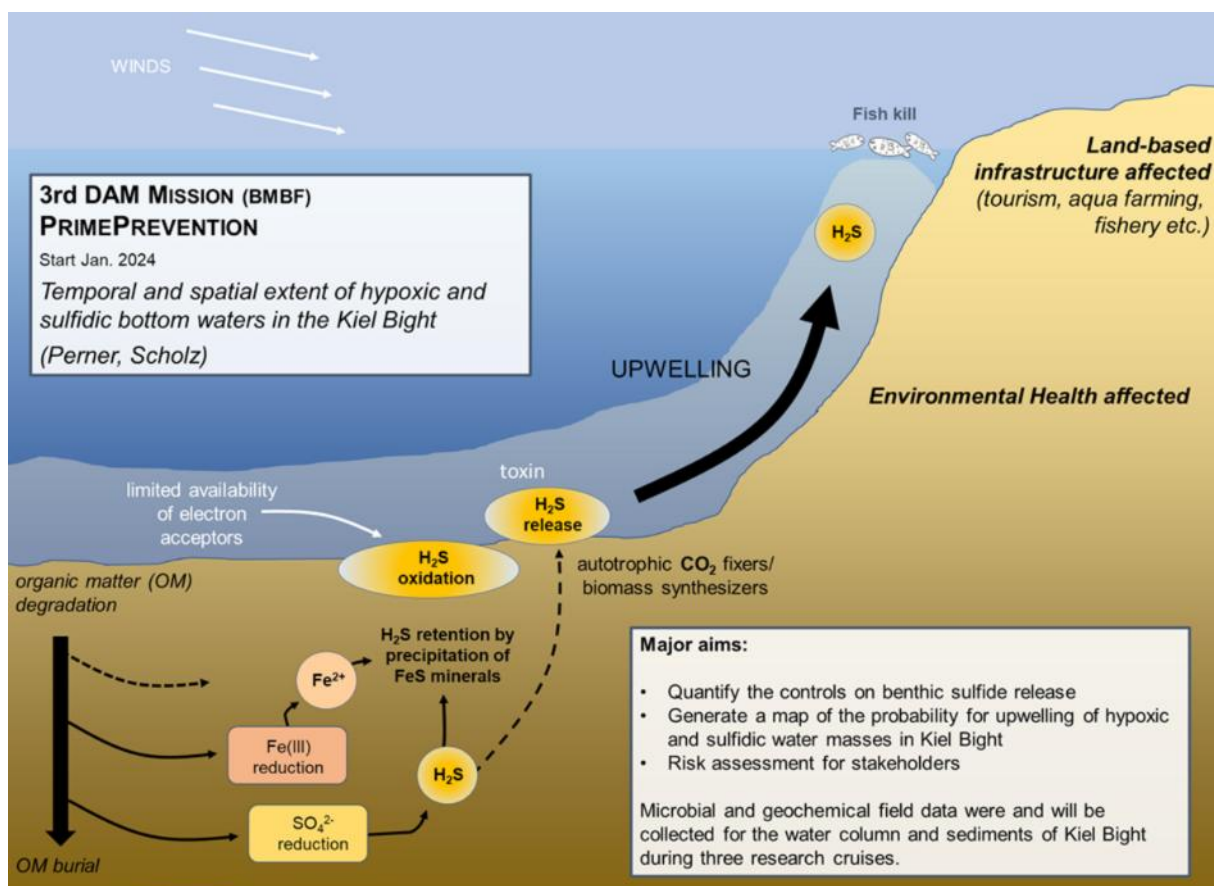 WINDS
Fish kill
Land-based
infrastructure affected
(tourism, aqua farming,
fishery etc.)
3rd DAM MISSION (BMBF)
PRIMEPREVENTION
Start Jan. 2024
Temporal and spatial extent of hypoxic and
sulfidic bottom waters in the Kiel Bight
(Perner, Scholz)
H₂S
UPWELLING
Environmental Health affected
toxin
limited availability
of electron
acceptors
H₂S
release
H₂S
oxidation
autotrophic CO₂ fixers/
biomass synthesizers
organic matter (OM)
degradation
H₂S retention by
precipitation of
FeS minerals
Fe²⁺
Fe(III)
reduction
H₂S
SO₄²⁻
reduction
OM burial
Major aims:
• Quantify the controls on benthic sulfide release
• Generate a map of the probability for upwelling of hypoxic
and sulfidic water masses in Kiel Bight
• Risk assessment for stakeholders
Microbial and geochemical field data were and will be
collected for the water column and sediments of Kiel Bight
during three research cruises.